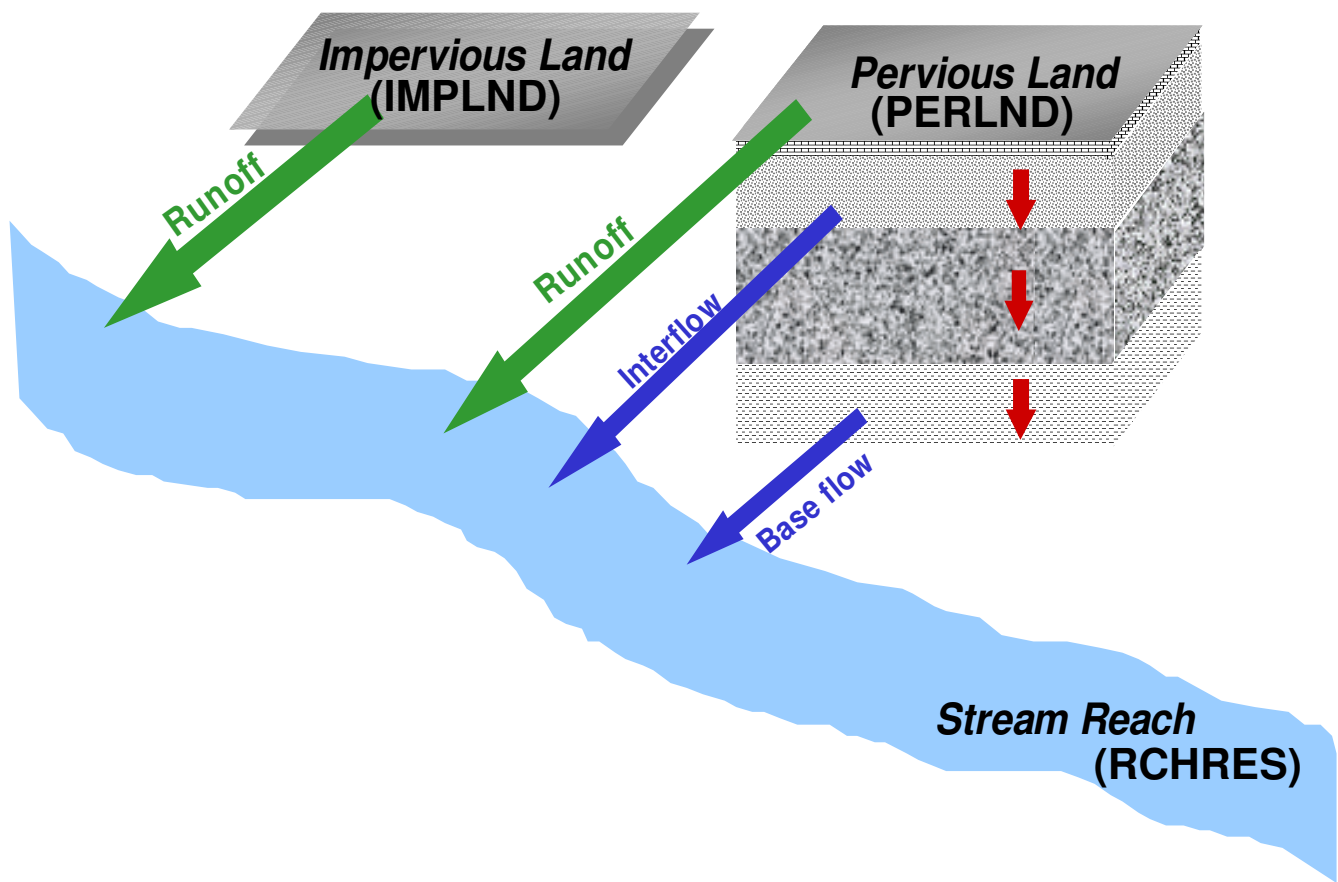 Impervious Land
(IMPLND)
Pervious Land
(PERLND)
Runoff
Runoff
Interflow
Base flow
Stream Reach
(RCHRES)